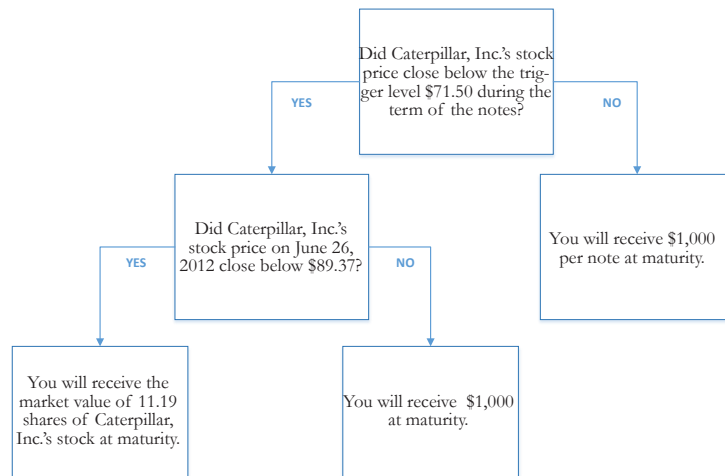 Did Caterpillar, Inc.'s stock
price close below the trig-
ger level $71.50 during the
term of the notes?
YES
NO
Did Caterpillar, Inc.'s
stock price on June 26,
2012 close below $89.37?
You will receive $1,000
per note at maturity.
YES
NO
You will receive the
market value of 11.19
shares of Caterpillar,
Inc.'s stock at maturity.
You will receive $1,000
at maturity.